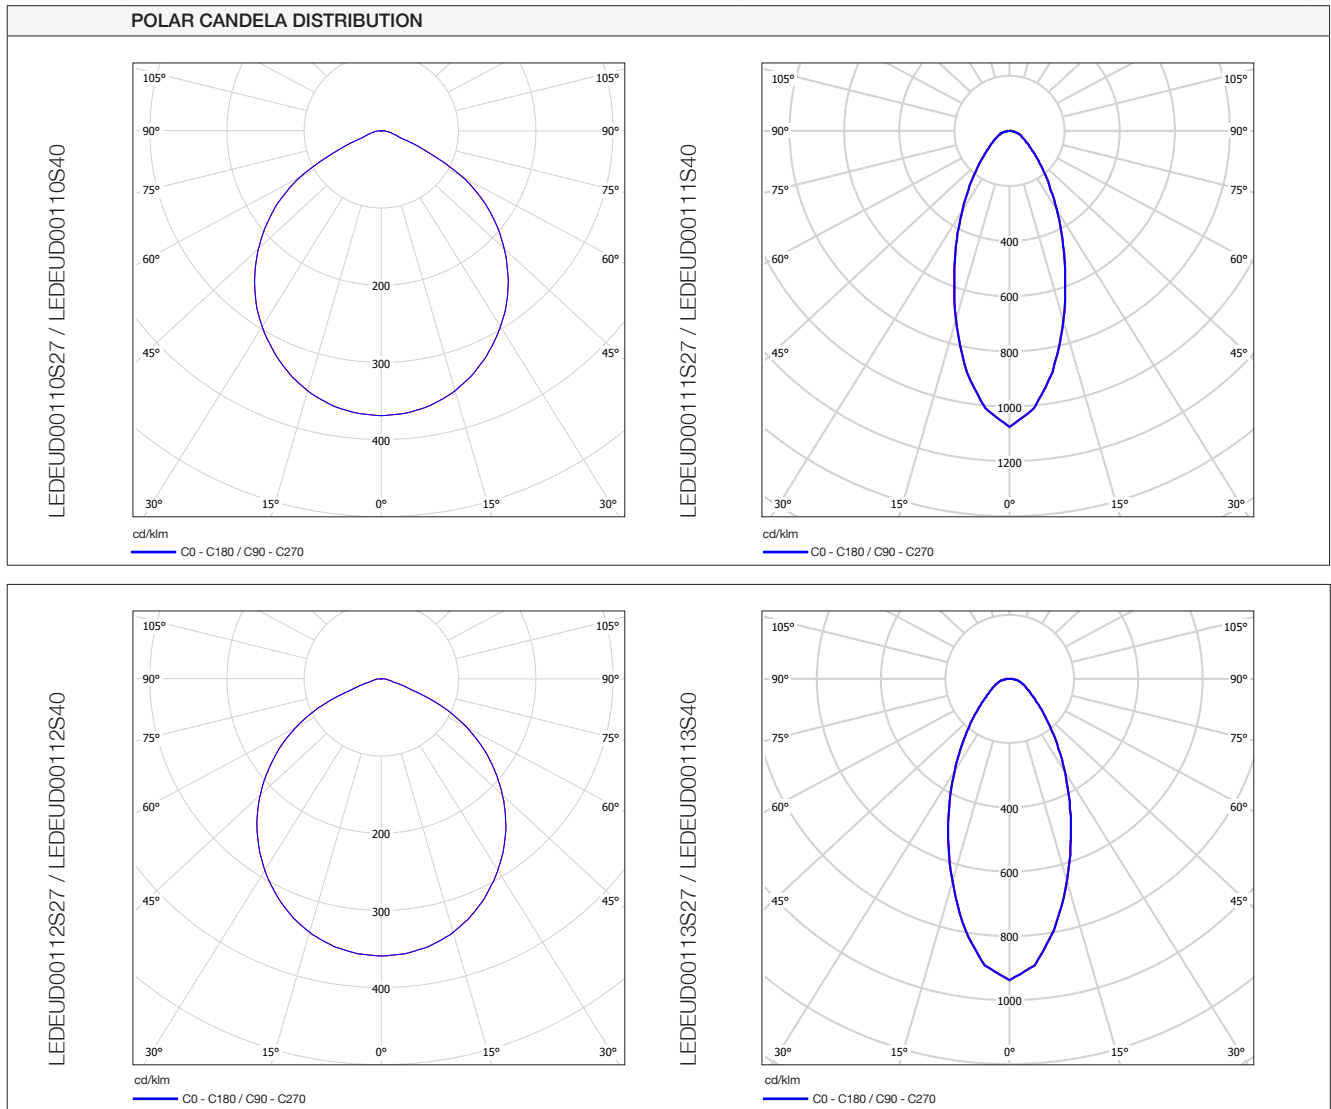 POLAR CANDELA DISTRIBUTION
LEDEUD00110S27 / LEDEUD00110S40
105° 105°
90° 90°
75° 75°
60° 60°
200
45° 45°
300
400
30° 15° 0° 15° 30°
cd/klm
C0 - C180 / C90 - C270
LEDEUD00111S27 / LEDEUD00111S40
105° 105°
90° 90°
75° 75°
400
60° 60°
600
45° 800 45°
1000
1200
30° 15° 0° 15° 30°
cd/klm
C0 - C180 / C90 - C270
LEDEUD00112S27 / LEDEUD00112S40
105° 105°
90° 90°
75° 75°
60° 60°
200
45° 45°
300
400
30° 15° 0° 15° 30°
cd/klm
C0 - C180 / C90 - C270
LEDEUD00113S27 / LEDEUD00113S40
105° 105°
90° 90°
75° 75°
60° 400 60°
600
45° 45°
800
1000
30° 15° 0° 15° 30°
cd/klm
C0 - C180 / C90 - C270